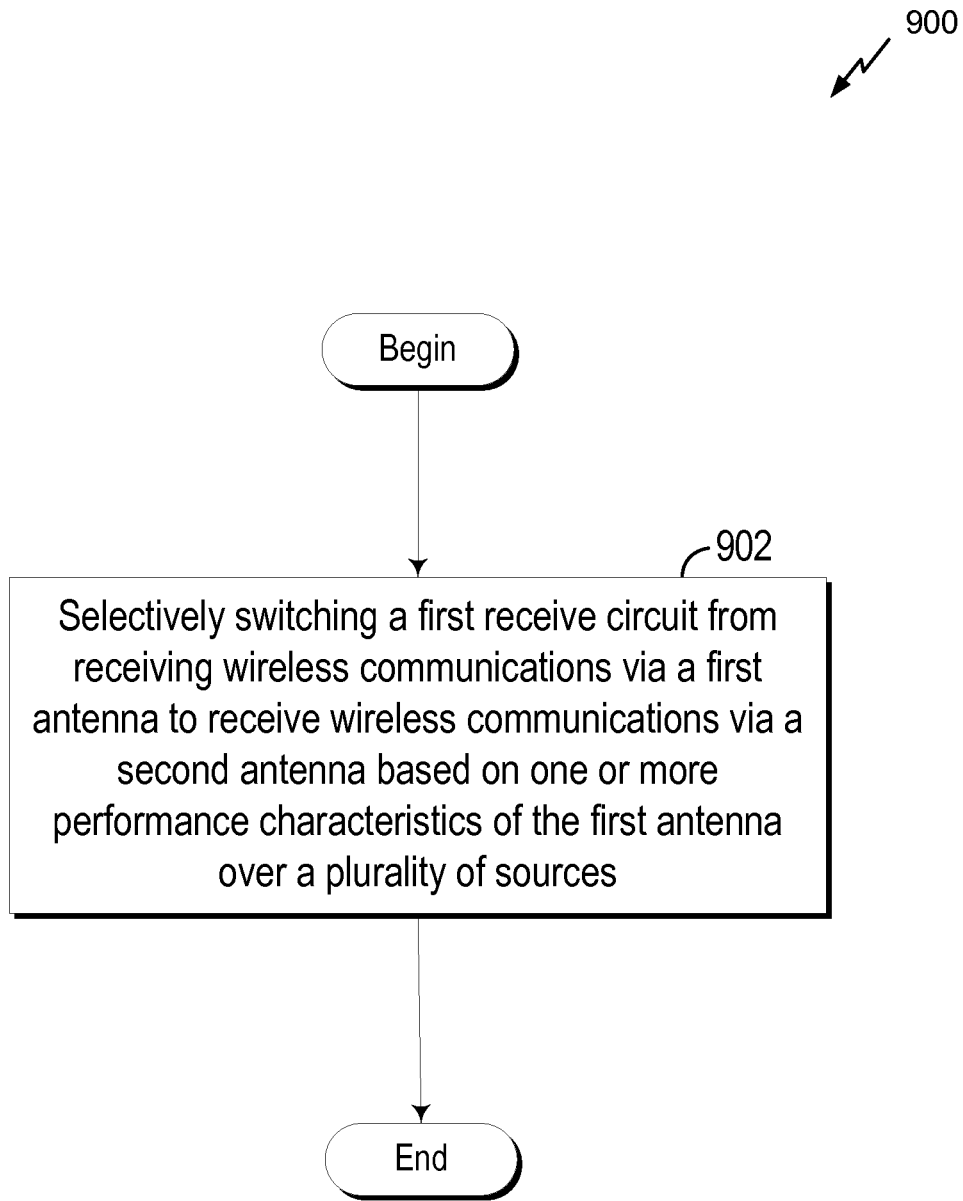 900
Begin
902
Selectively switching a first receive circuit from
receiving wireless communications via a first
antenna to receive wireless communications via a
second antenna based on one or more
performance characteristics of the first antenna
over a plurality of sources
End